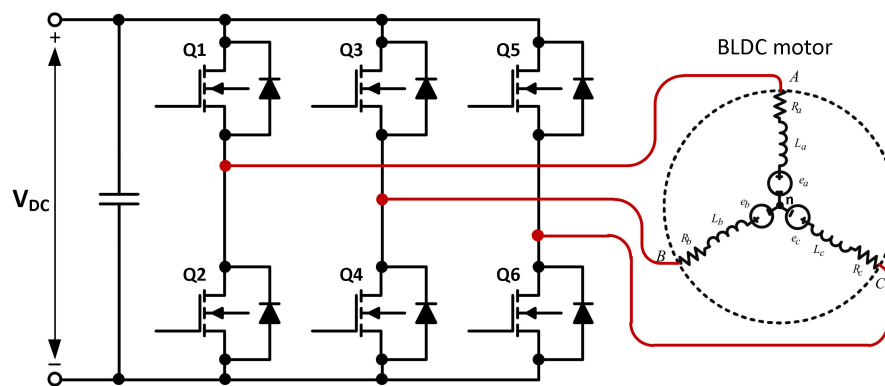 +
V_DC
−
Q1
Q3
Q5
Q2
Q4
Q6
BLDC motor
A
R_a
L_a
e_a
n
e_b
L_b
R_b
B
e_c
L_c
R_c
C